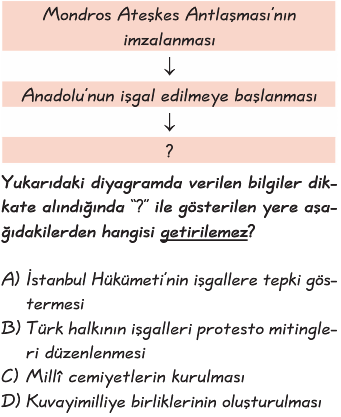 Mondros Ateşkes Antlaşması'nın
imzalanması
↓
Anadolu'nun işgal edilmeye başlanması
↓
?
Yukarıdaki diyagramda verilen bilgiler dik-
kate alındığında "?" ile gösterilen yere aşa-
ğıdakilerden hangisi getirilemez?
A) İstanbul Hükümeti'nin işgallere tepki gös-
termesi
B) Türk halkının işgalleri protesto mitingle-
ri düzenlenmesi
C) Millî cemiyetlerin kurulması
D) Kuvayimilliye birliklerinin oluşturulması